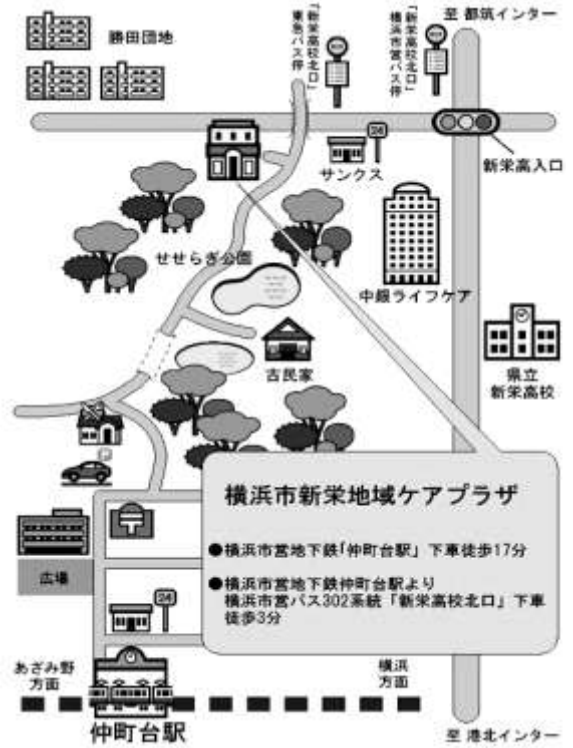 勝田団地
「新栄高校北口」
東急バス停
「新栄高校北口」
横浜市営バス停
至 都筑インター
24
サンクス
新栄高入口
せせらぎ公園
中銀ライフケア
古民家
県立
新栄高校
P
横浜市新栄地域ケアプラザ
●横浜市営地下鉄「仲町台駅」下車徒歩17分
●横浜市営地下鉄仲町台駅より
横浜市営バス302系統「新栄高校北口」下車
徒歩3分
広場
24
あざみ野
方面
横浜
方面
仲町台駅
至 港北インター